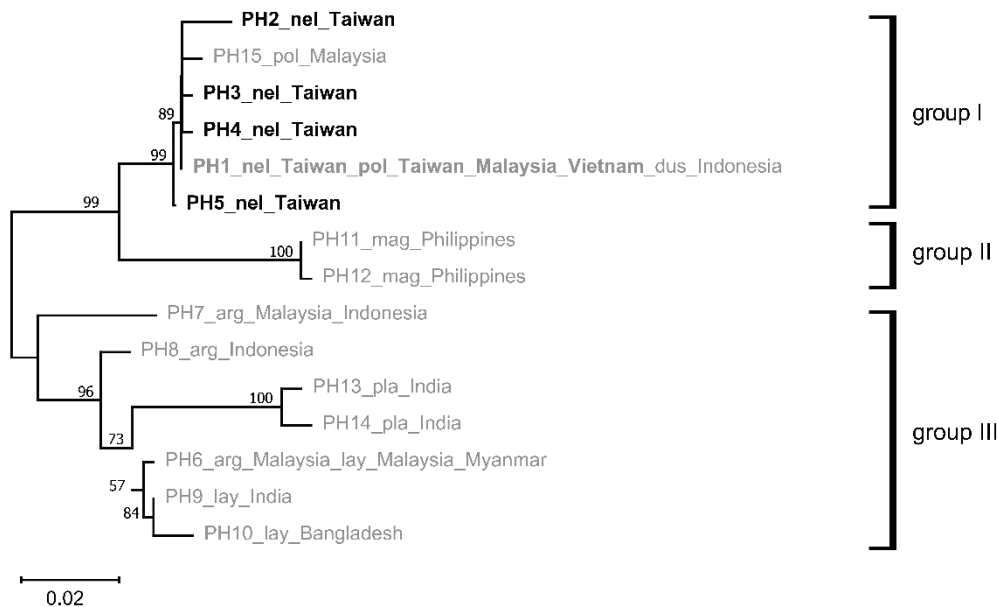 PH2_nel_Taiwan
PH15_pol_Malaysia
PH3_nel_Taiwan
89
group I
PH4_nel_Taiwan
99
PH1_nel_Taiwan_pol_Taiwan_Malaysia_Vietnam_dus_Indonesia
99
PH5_nel_Taiwan
PH11_mag_Philippines
100
group II
PH12_mag_Philippines
PH7_arg_Malaysia_Indonesia
PH8_arg_Indonesia
96
PH13_pla_India
100
PH14_pla_India
73
group III
PH6_arg_Malaysia_lay_Malaysia_Myanmar
57
PH9_lay_India
84
PH10_lay_Bangladesh
0.02